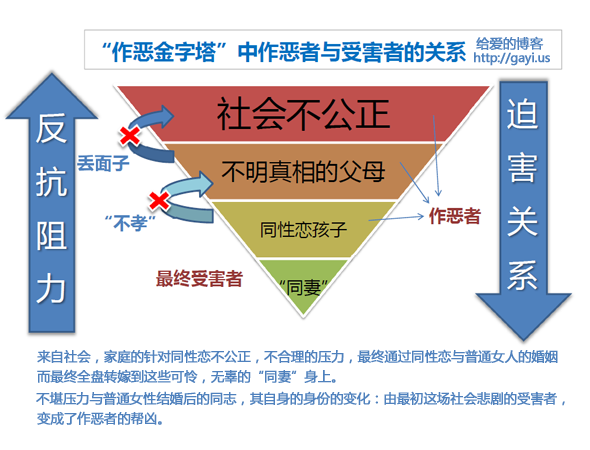 “作恶金字塔”中作恶者与受害者的关系
给爱的博客
http://gayi.us
反抗阻力
迫害关系
社会不公正
不明真相的父母
同性恋孩子
“同妻”
丢面子
“不孝”
作恶者
最终受害者
来自社会，家庭的针对同性恋不公正，不合理的压力，最终通过同性恋与普通女人的婚姻
而最终全盘转嫁到这些可怜，无辜的“同妻”身上。
不堪压力与普通女性结婚后的同志，其自身的身份的变化：由最初这场社会悲剧的受害者，
变成了作恶者的帮凶。